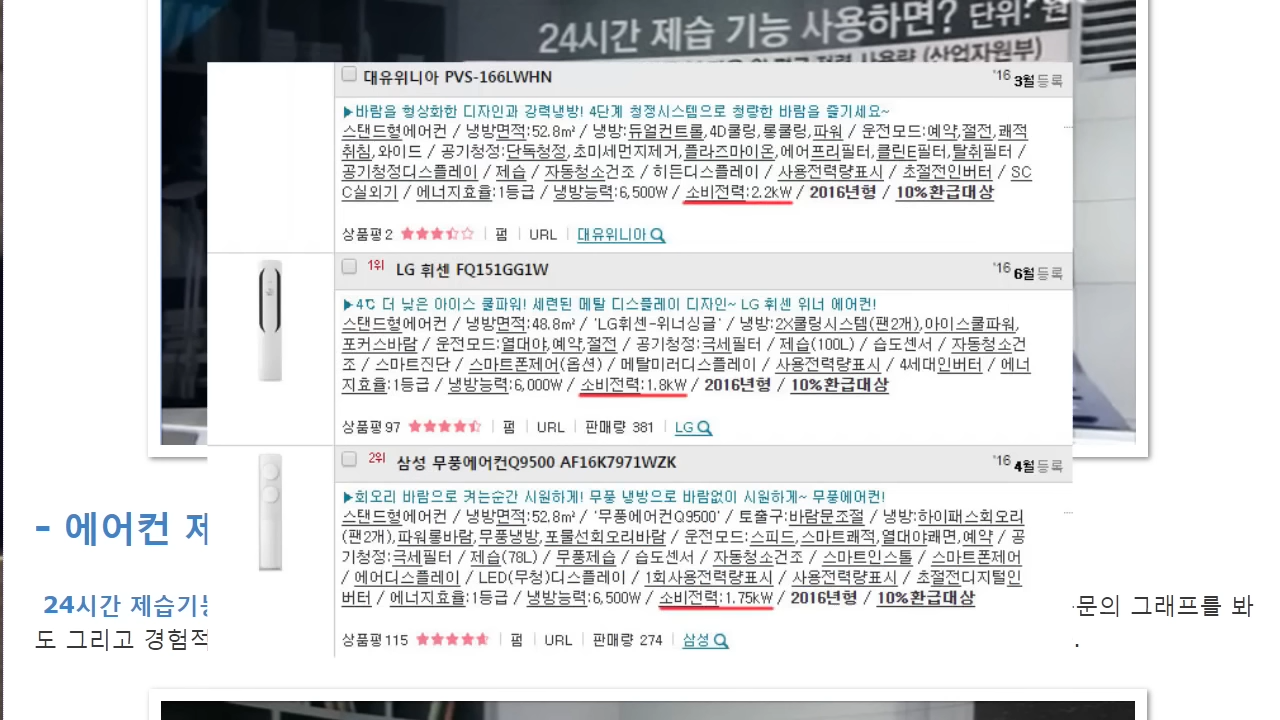 24시간 제습 기능 사용하면? 단위: 원
대유위니아 PVS-166LWHN
'16 3월등록
▶바람을 형상화한 디자인과 강력냉방! 4단계 청정시스템으로 청량한 바람을 즐기세요~
스탠드형에어컨 / 냉방면적:52.8㎡ / 냉방:듀얼컨트롤,4D쿨링,롱쿨링,파워 / 운전모드:예약,절전,쾌적
취침,와이드 / 공기청정:단독청정,초미세먼지제거,플라즈마이온,에어프리필터,클린E필터,탈취필터 /
공기청정디스플레이 / 제습 / 자동청소건조 / 히든디스플레이 / 사용전력량표시 / 초절전인버터 / SC
C실외기 / 에너지효율:1등급 / 냉방능력:6,500W / 소비전력:2.2kW / 2016년형 / 10%환급대상
상품평 2 펌 URL 대유위니아
1위 LG 휘센 FQ151GG1W
'16 6월등록
▶4℃ 더 낮은 아이스 쿨파워! 세련된 메탈 디스플레이 디자인~ LG 휘센 위너 에어컨!
스탠드형에어컨 / 냉방면적:48.8㎡ / 'LG휘센-위너싱글' / 냉방:2X쿨링시스템(팬2개),아이스쿨파워,
포커스바람 / 운전모드:열대야,예약,절전 / 공기청정:극세필터 / 제습(100L) / 습도센서 / 자동청소건
조 / 스마트진단 / 스마트폰제어(옵션) / 메탈미러디스플레이 / 사용전력량표시 / 4세대인버터 / 에너
지효율:1등급 / 냉방능력:6,000W / 소비전력:1.8kW / 2016년형 / 10%환급대상
상품평 97 펌 URL 판매량 381 LG
2위 삼성 무풍에어컨Q9500 AF16K7971WZK
'16 4월등록
▶회오리 바람으로 켜는순간 시원하게! 무풍 냉방으로 바람없이 시원하게~ 무풍에어컨!
스탠드형에어컨 / 냉방면적:52.8㎡ / '무풍에어컨Q9500' / 토출구:바람문조절 / 냉방:하이패스회오리
(팬2개),파워롱바람,무풍냉방,포물선회오리바람 / 운전모드:스피드,스마트쾌적,열대야쾌면,예약 / 공
기청정:극세필터 / 제습(78L) / 무풍제습 / 습도센서 / 자동청소건조 / 스마트인스톨 / 스마트폰제어
/ 에어디스플레이 / LED(무청)디스플레이 / 1회사용전력량표시 / 사용전력량표시 / 초절전디지털인
버터 / 에너지효율:1등급 / 냉방능력:6,500W / 소비전력:1.75kW / 2016년형 / 10%환급대상
상품평 115 펌 URL 판매량 274 삼성
- 에어컨 제
24시간 제습기능 문의 그래프를 봐
도 그리고 경험적 .